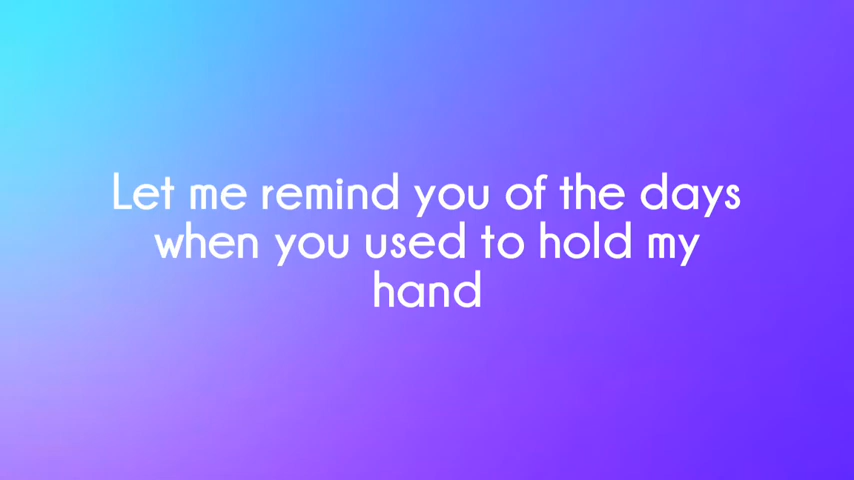 Let me remind you of the days
when you used to hold my
hand